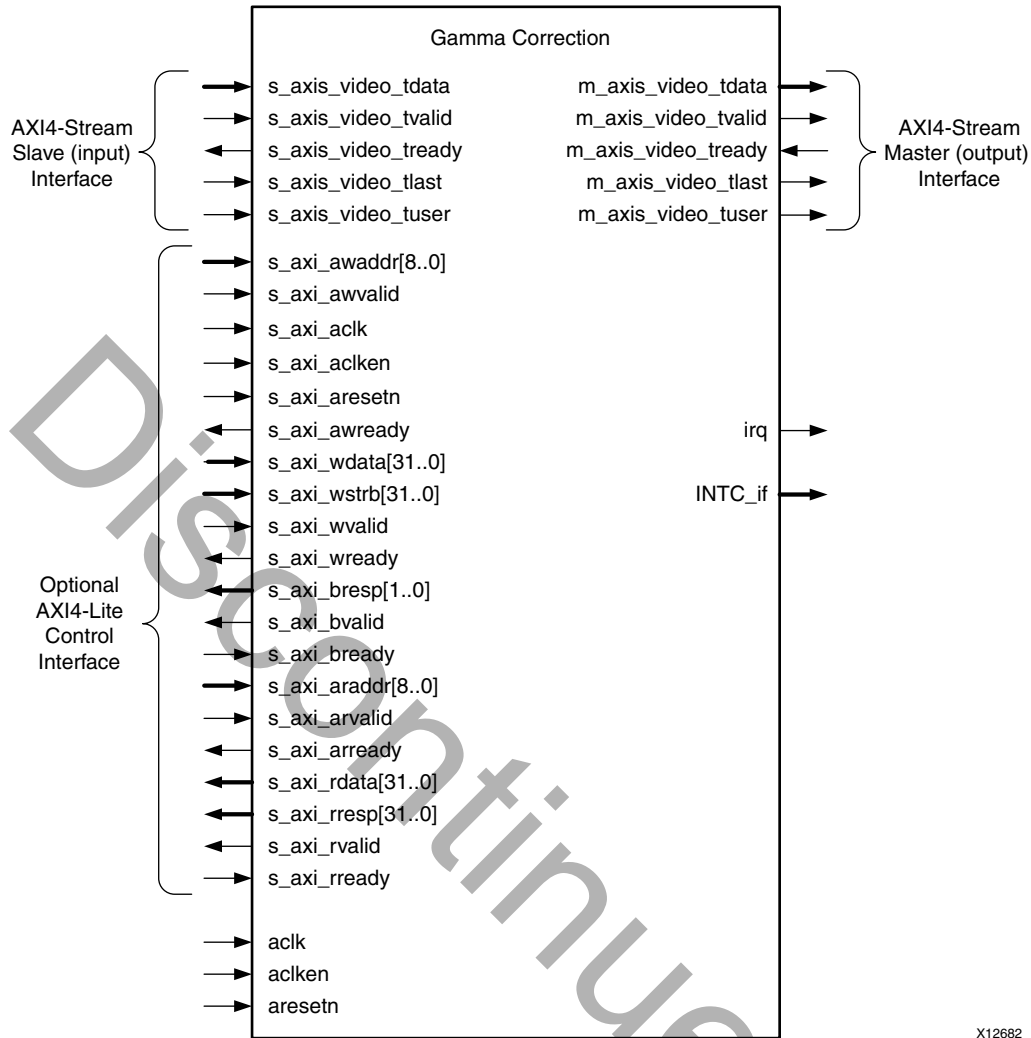 Gamma Correction
AXI4-Stream
Slave (input)
Interface
s_axis_video_tdata
s_axis_video_tvalid
s_axis_video_tready
s_axis_video_tlast
s_axis_video_tuser
m_axis_video_tdata
m_axis_video_tvalid
m_axis_video_tready
m_axis_video_tlast
m_axis_video_tuser
AXI4-Stream
Master (output)
Interface
Optional
AXI4-Lite
Control
Interface
s_axi_awaddr[8..0]
s_axi_awvalid
s_axi_aclk
s_axi_aclken
s_axi_aresetn
s_axi_awready
s_axi_wdata[31..0]
s_axi_wstrb[31..0]
s_axi_wvalid
s_axi_wready
s_axi_bresp[1..0]
s_axi_bvalid
s_axi_bready
s_axi_araddr[8..0]
s_axi_arvalid
s_axi_arready
s_axi_rdata[31..0]
s_axi_rresp[31..0]
s_axi_rvalid
s_axi_rready
irq
INTC_if
aclk
aclken
aresetn
X12682
Discontinue